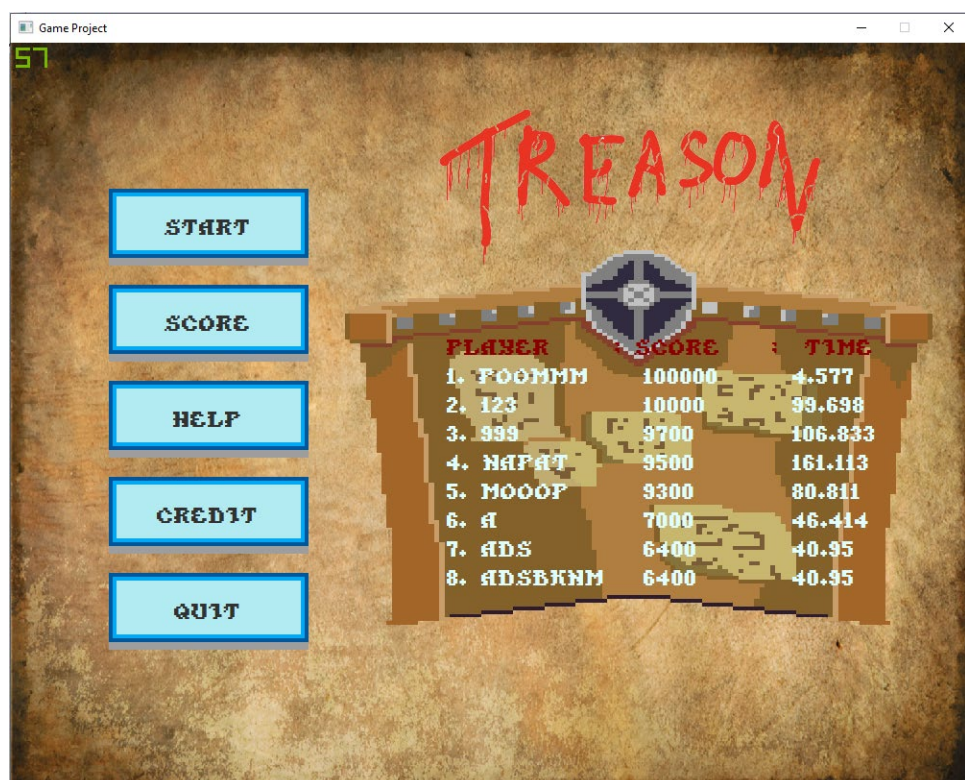 Game Project
57
TREASON
START
SCORE
HELP
CREDIT
QUIT
PLAYER : SCORE : TIME
1. FOOMMM 100000 4.577
2. 123 10000 99.698
3. 999 9700 106.833
4. NAPAT 9500 161.113
5. MOOOP 9300 80.811
6. A 7000 46.414
7. ADS 6400 40.95
8. ADSBKNM 6400 40.95